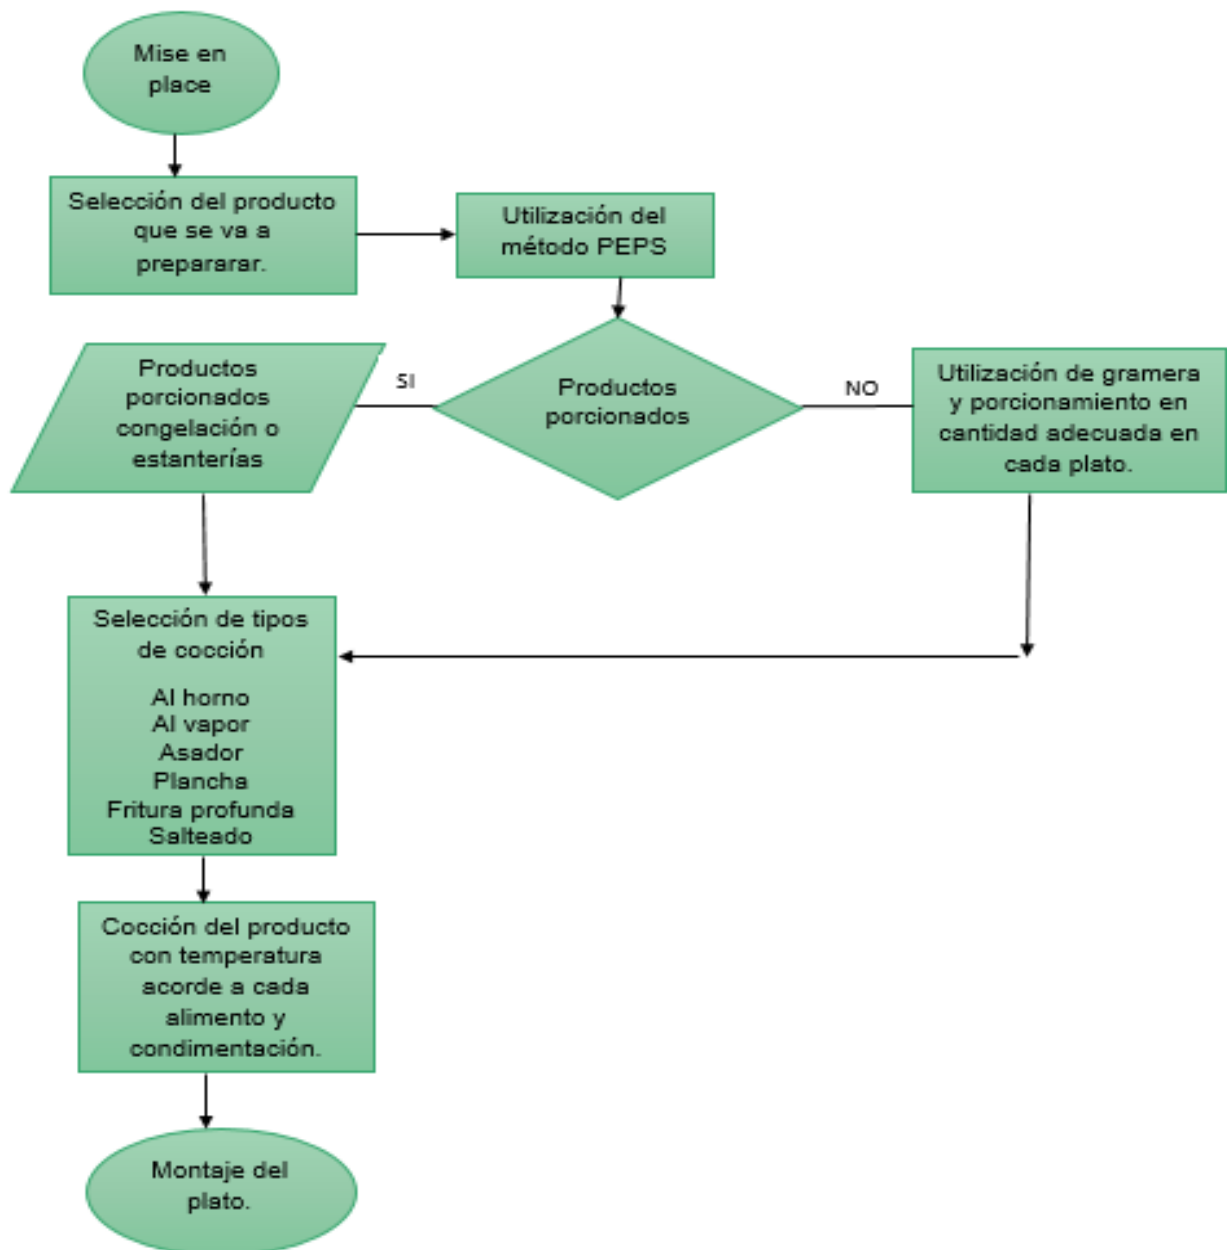 Mise en
place
Selección del producto
que se va a
prepararar.
Utilización del
método PEPS
Productos
porcionados
congelación o
estanterías
SI
Productos
porcionados
NO
Utilización de gramera
y porcionamiento en
cantidad adecuada en
cada plato.
Selección de tipos
de cocción
Al horno
Al vapor
Asador
Plancha
Fritura profunda
Salteado
Cocción del producto
con temperatura
acorde a cada
alimento y
condimentación.
Montaje del
plato.